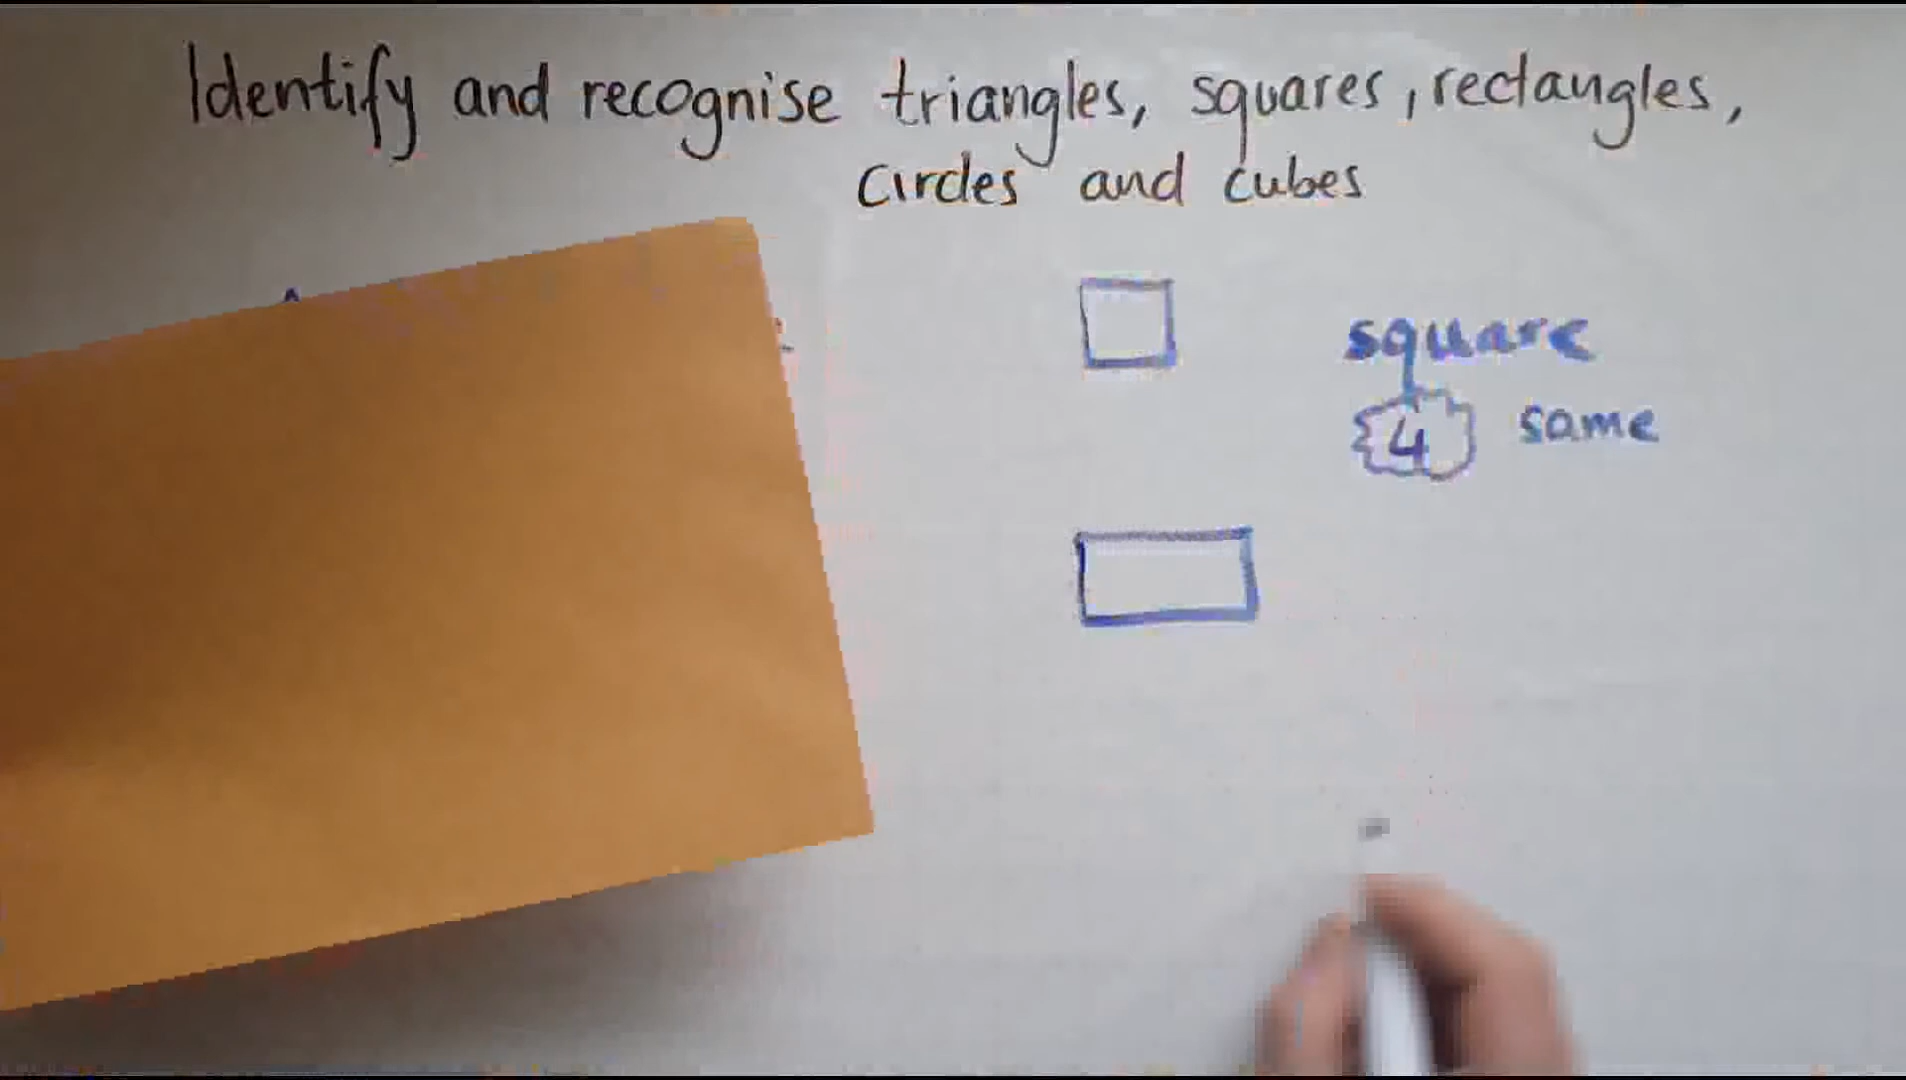 Identify and recognise triangles, squares, rectangles,
circles and cubes
square
4 same